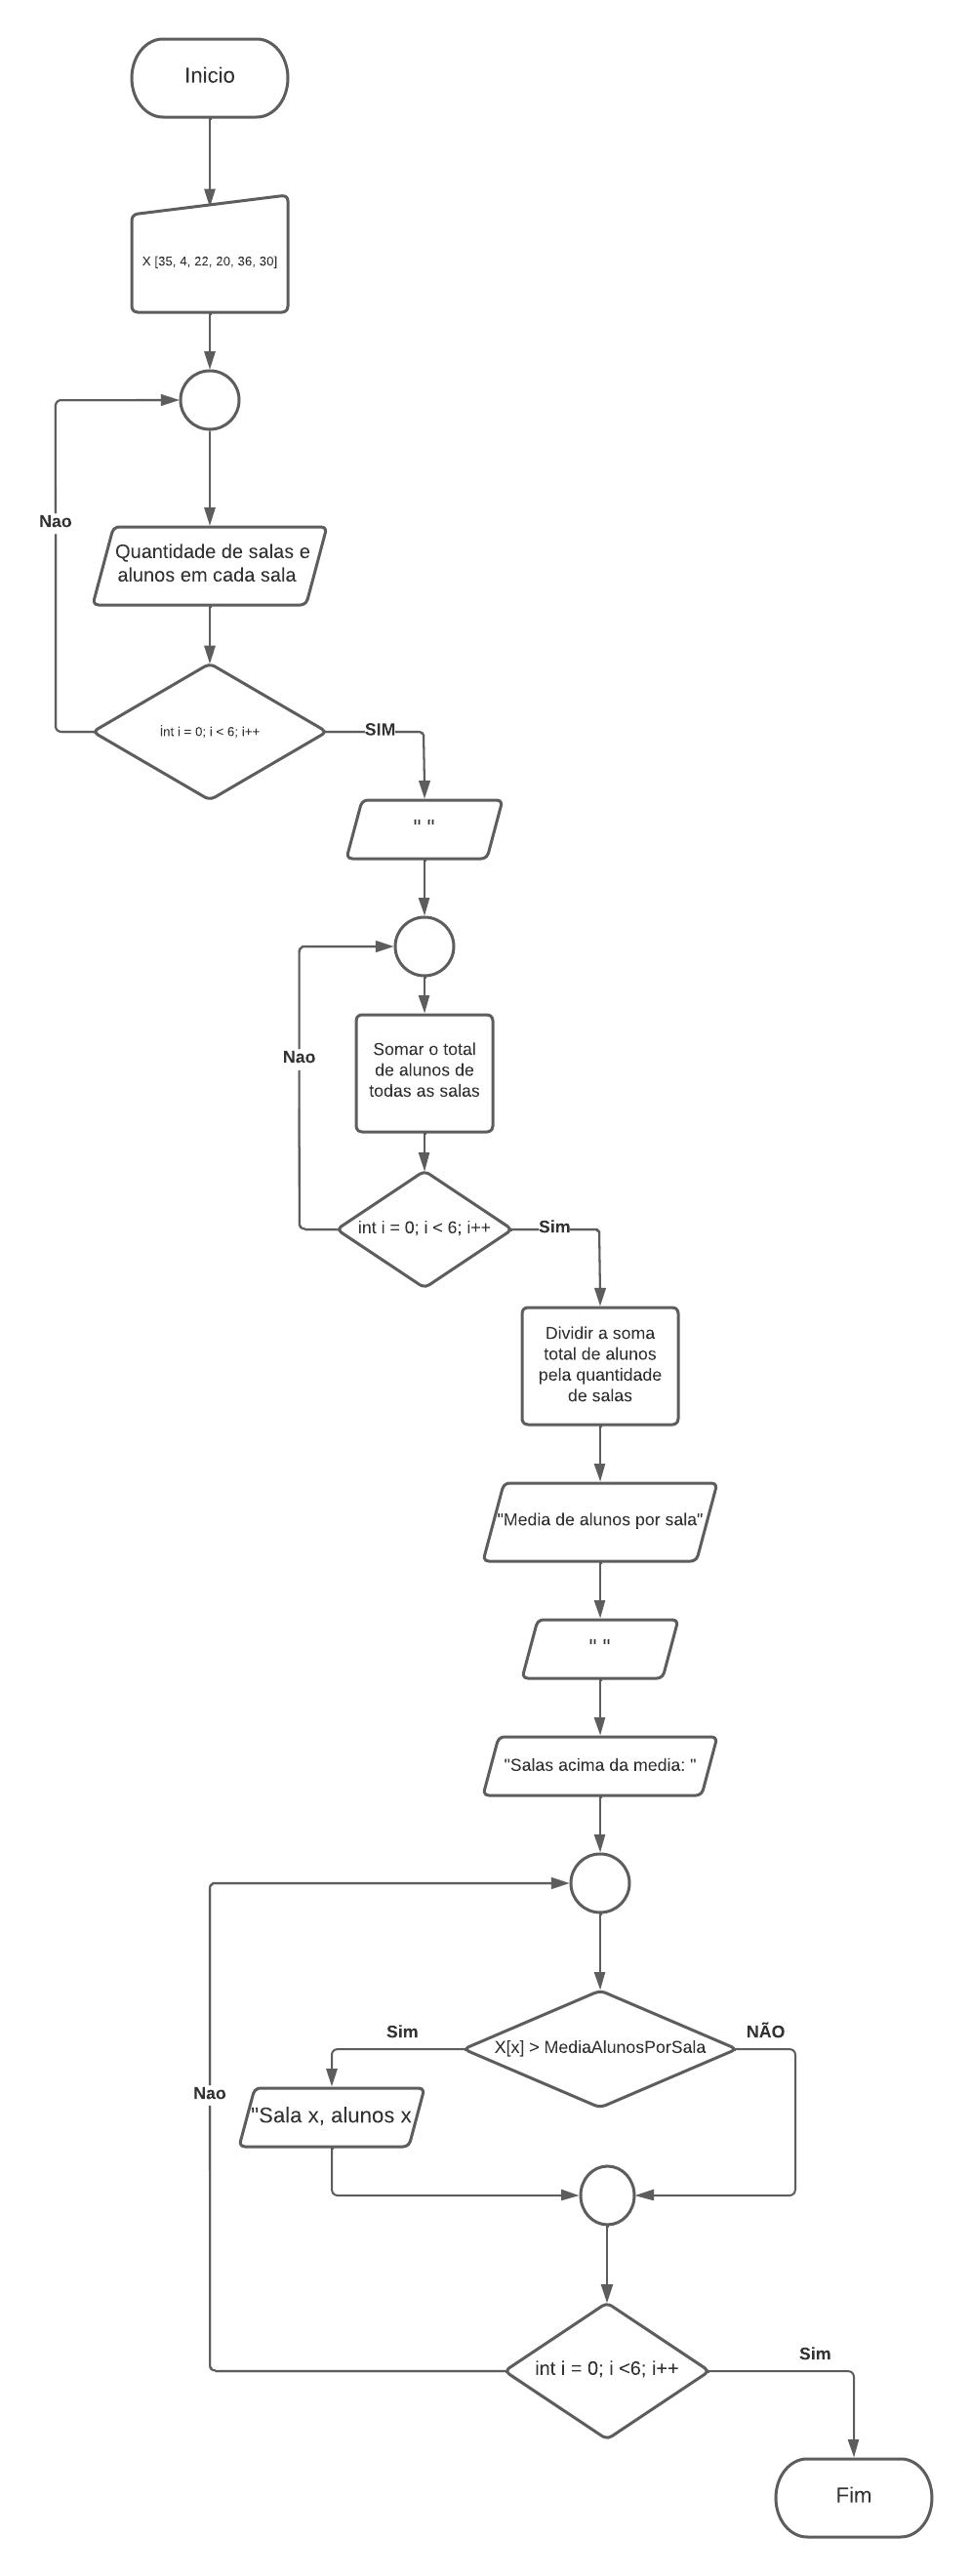 Inicio
X [35, 4, 22, 20, 36, 30]
Nao
Quantidade de salas e
alunos em cada sala
int i = 0; i < 6; i++
SIM
" "
Nao
Somar o total
de alunos de
todas as salas
int i = 0; i < 6; i++
Sim
Dividir a soma
total de alunos
pela quantidade
de salas
"Media de alunos por sala"
" "
"Salas acima da media: "
Sim
X[x] > MediaAlunosPorSala
NÃO
Nao
"Sala x, alunos x
int i = 0; i <6; i++
Sim
Fim